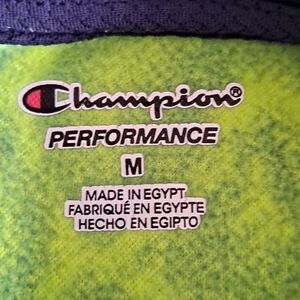 Champion
PERFORMANCE
M
MADE IN EGYPT
FABRIQUÉ EN EGYPTE
HECHO EN EGIPTO